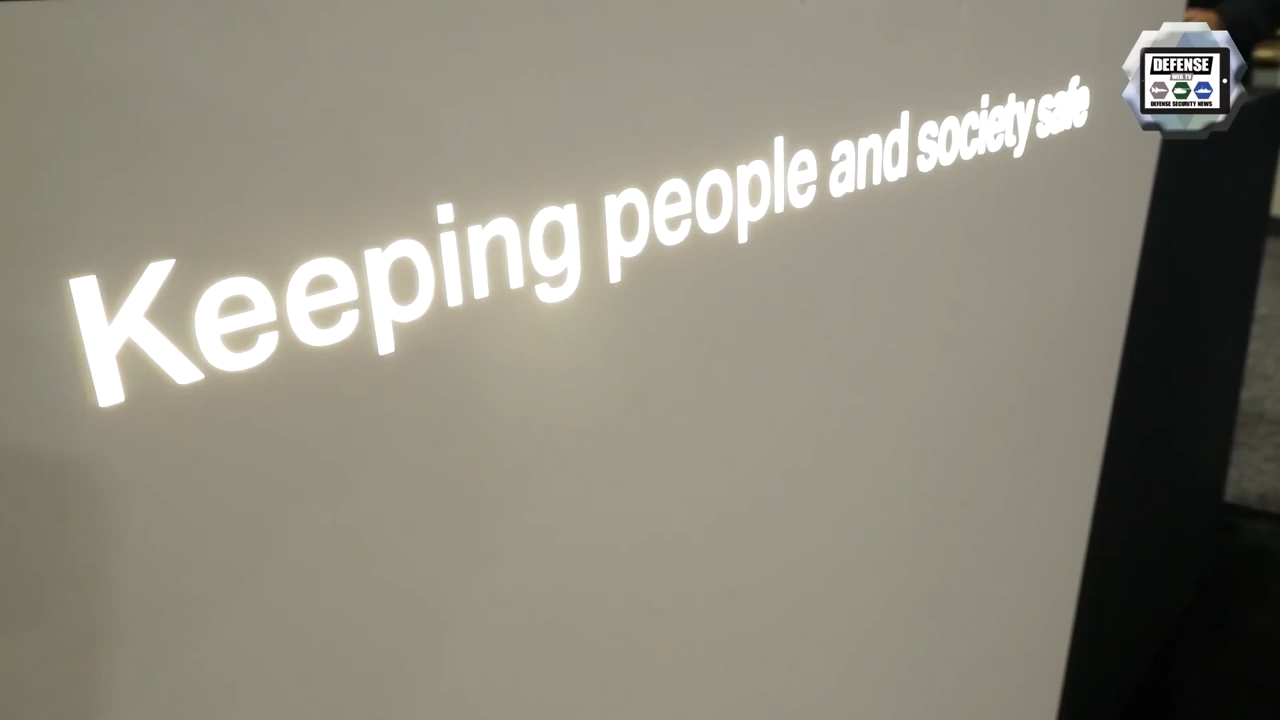 Keeping people and society safe
DEFENSE
WEB TV
DEFENSE SECURITY NEWS